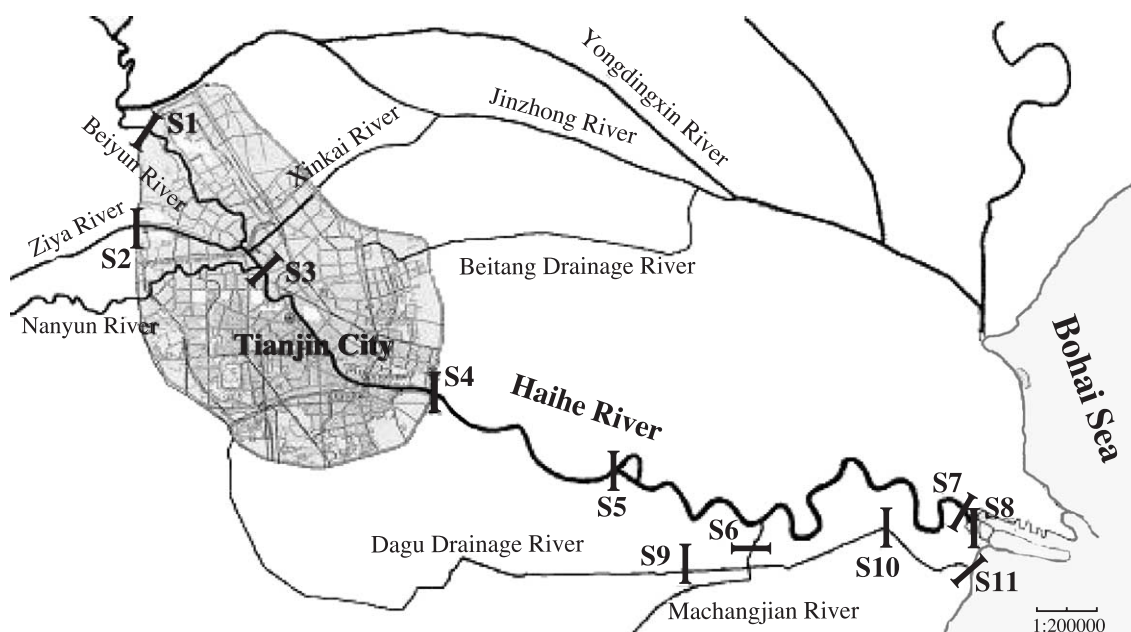 Yongdingxin River
Jinzhong River
S1
Xinkai River
Beiyun River
Ziya River
S2
S3
Beitang Drainage River
Nanyun River
Tianjin City
Bohai Sea
S4
Haihe River
S5
S7
S8
S6
Dagu Drainage River
S9
S10
S11
Machangjian River
1:200000